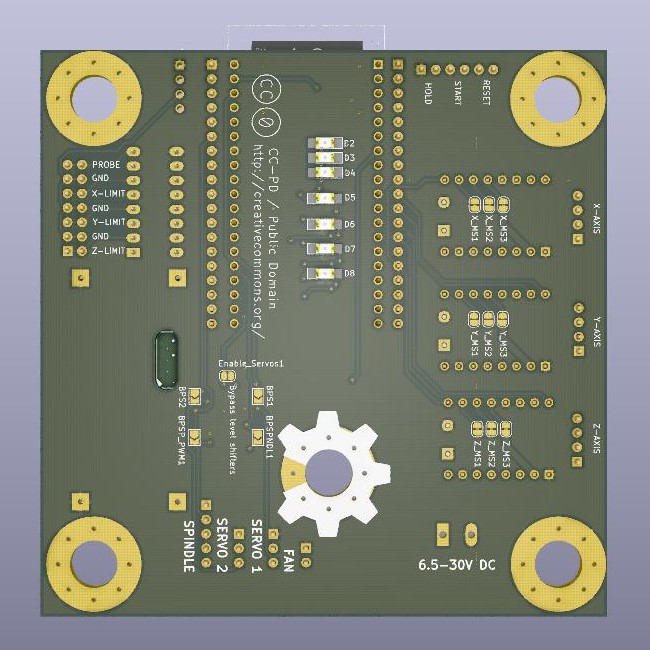 HOLD
START
RESET
CC-PD / Public Domain
http://creativecommons.org/
D2
D3
D4
D5
D6
D7
D8
PROBE
GND
X-LIMIT
GND
Y-LIMIT
GND
Z-LIMIT
X_MS1
X_MS2
X_MS3
X-AXIS
Y_MS1
Y_MS2
Y_MS3
Y-AXIS
Enable_Servos1
Bypass level shifters
BPS2
BPS1
BPSP_PWM1
BPSPNDL1
Z_MS1
Z_MS2
Z_MS3
Z-AXIS
SPINDLE
SERVO 2
SERVO 1
FAN
6.5-30V DC